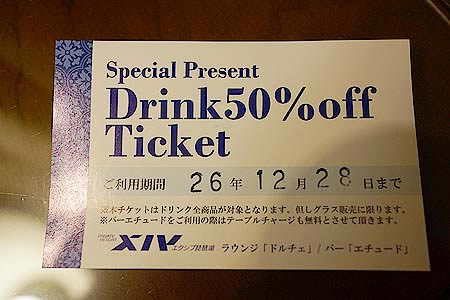 Special Present
Drink50%off
Ticket
ご利用期間 26年12月28日まで
※本チケットはドリンク全商品が対象となります。但しグラス販売に限ります。
※バーエチュードをご利用の際はテーブルチャージも無料とさせて頂きます。
PRIVATE RESORT XIV エクシブ琵琶湖 ラウンジ「ドルチェ」/ バー「エチュード」